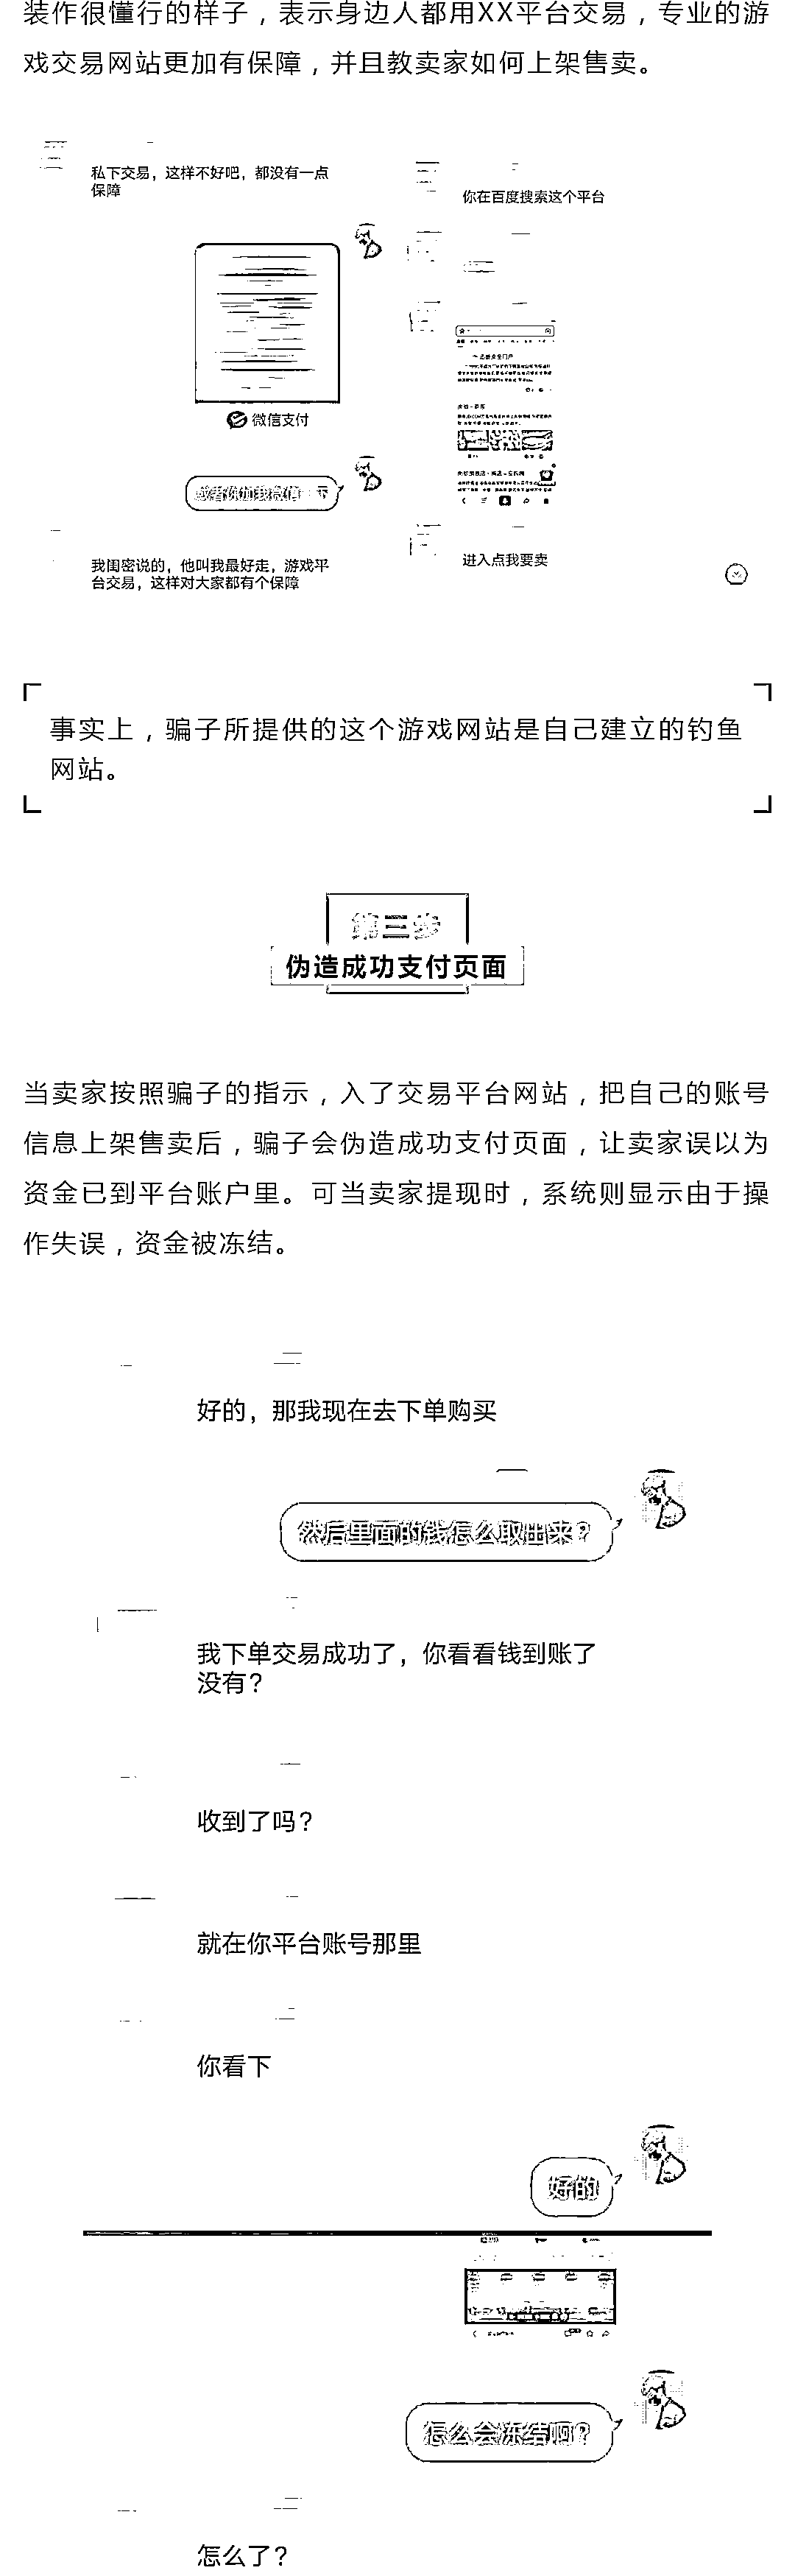 装作很懂行的样子，表示身边人都用XX平台交易，专业的游
戏交易网站更加有保障，并且教卖家如何上架售卖。
私下交易，这样不好吧，都没有一点
保障
微信支付
或者你加我微信一下
我闺密说的，他叫我最好走，游戏平
台交易，这样对大家都有个保障
你在百度搜索这个平台
进入点我要卖
事实上，骗子所提供的这个游戏网站是自己建立的钓鱼
网站。
第三步
伪造成功支付页面
当卖家按照骗子的指示，入了交易平台网站，把自己的账号
信息上架售卖后，骗子会伪造成功支付页面，让卖家误以为
资金已到平台账户里。可当卖家提现时，系统则显示由于操
作失误，资金被冻结。
好的，那我现在去下单购买
然后里面的钱怎么取出来？
我下单交易成功了，你看看钱到账了
没有？
收到了吗？
就在你平台账号那里
你看下
好的
怎么会冻结啊？
怎么了？